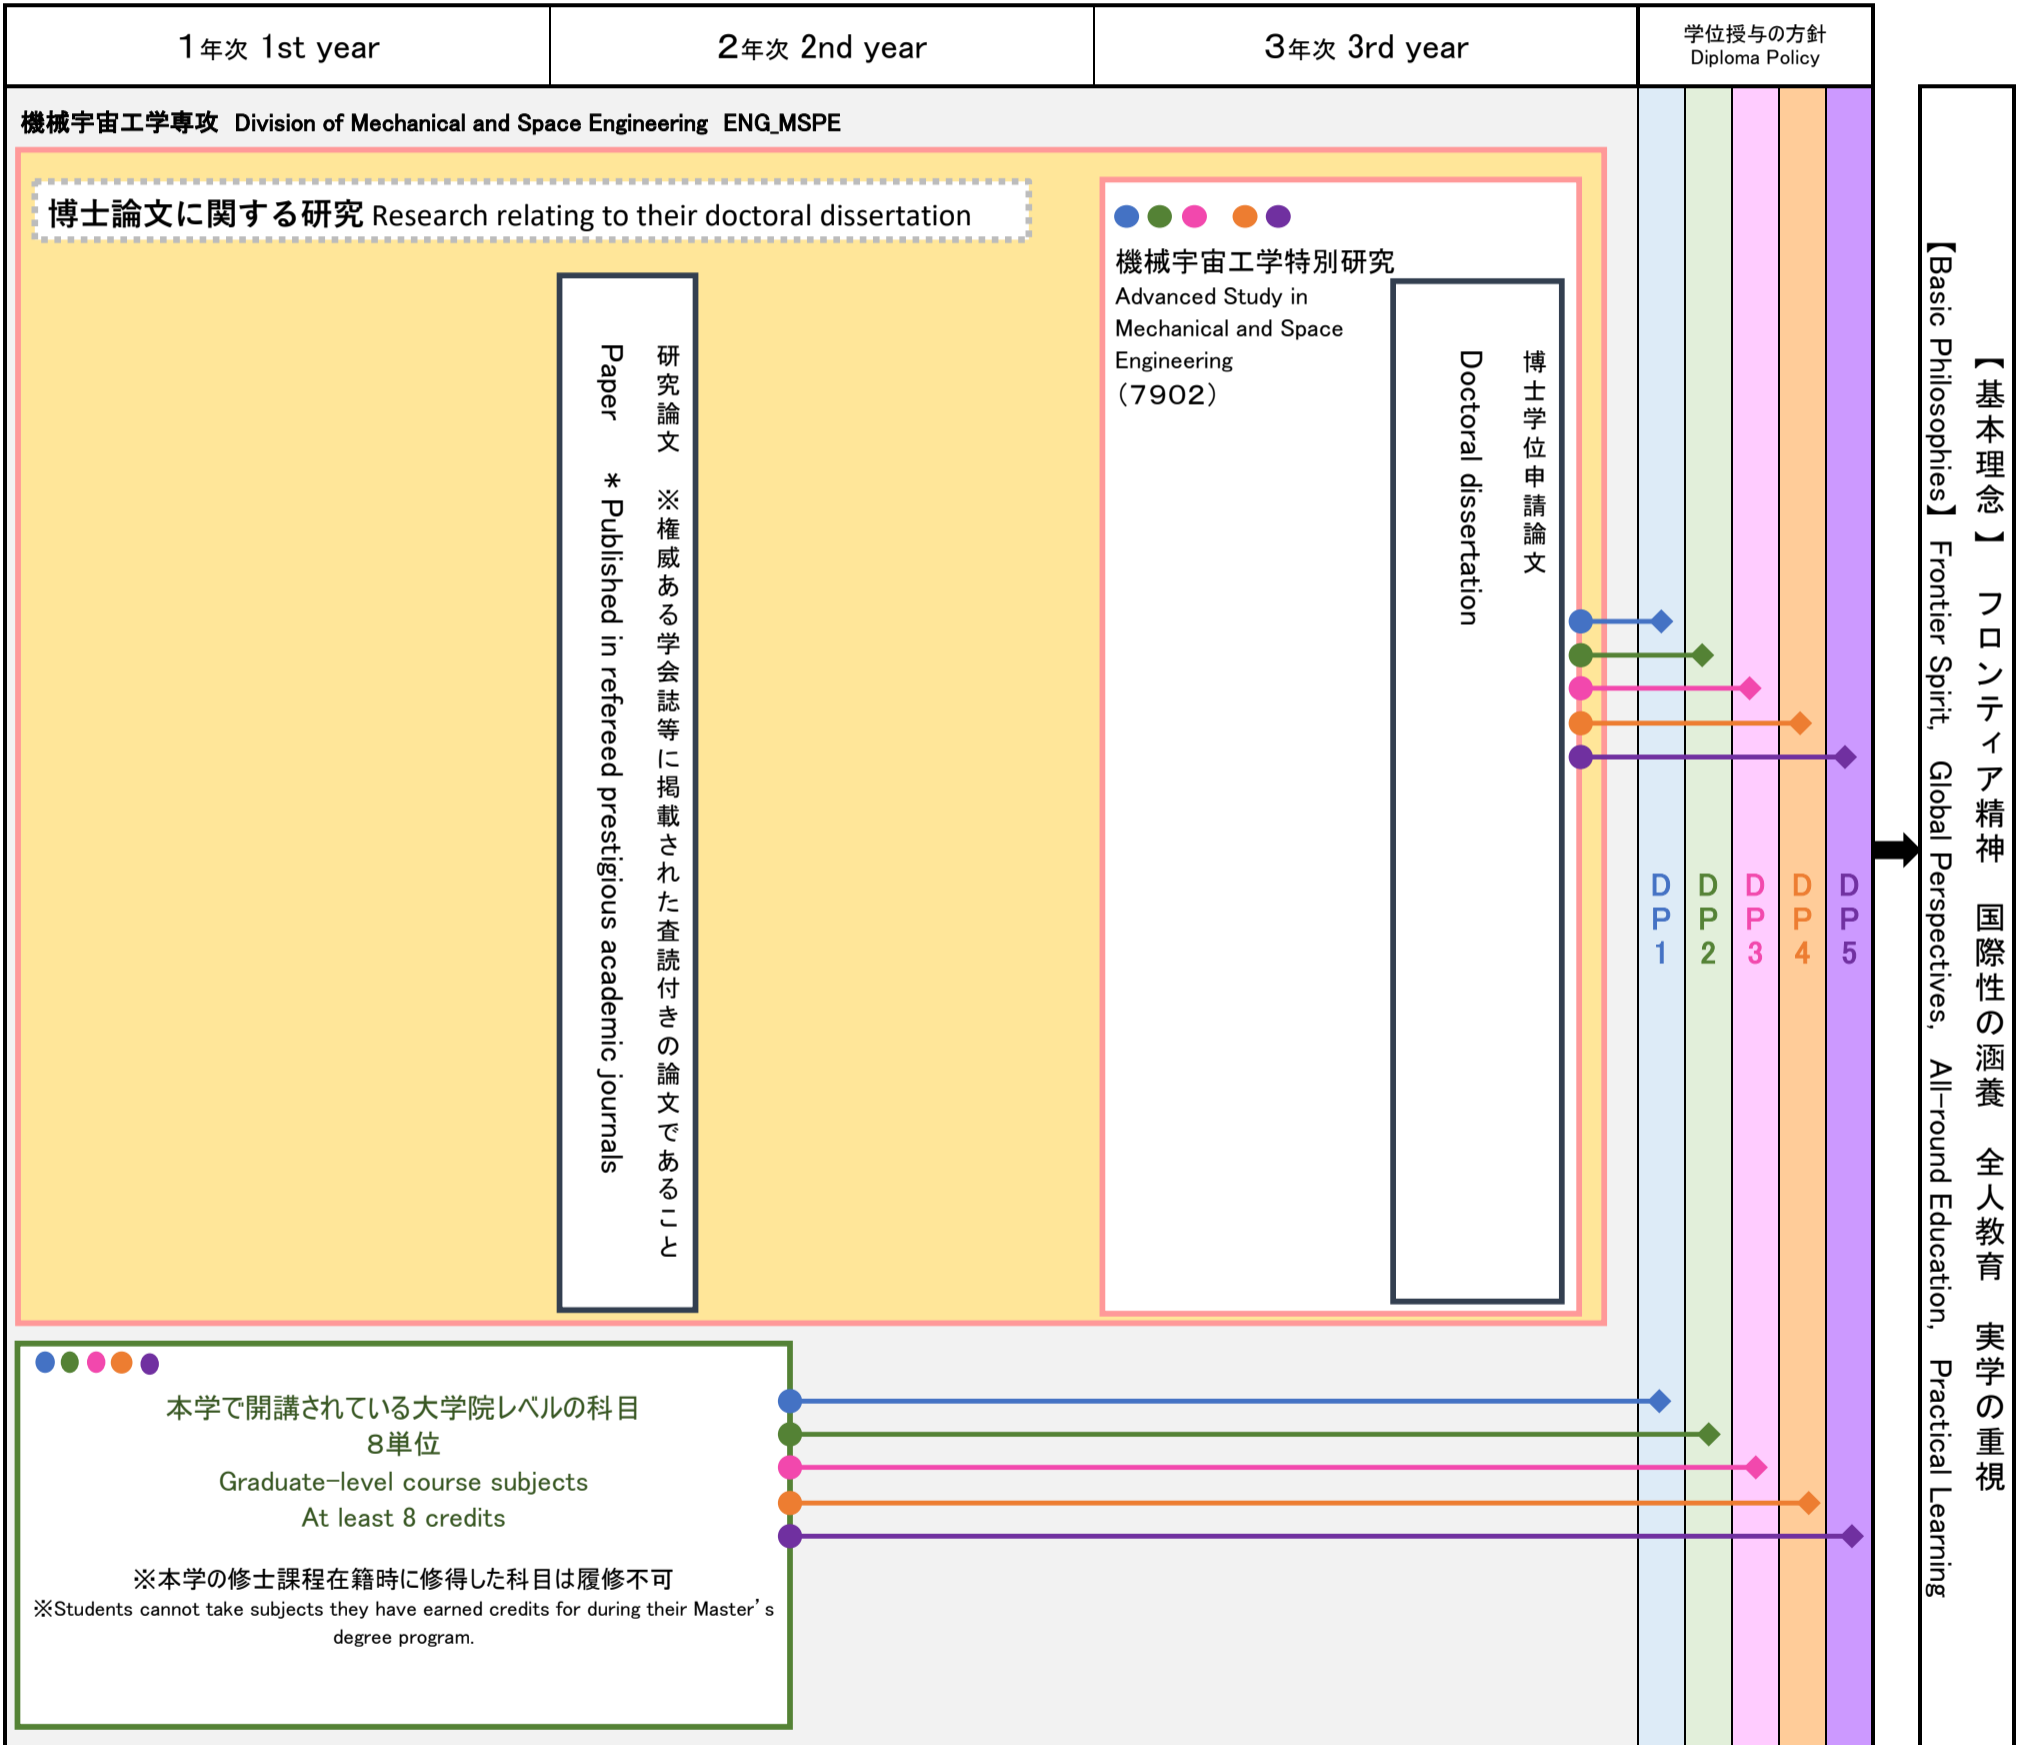 1年次 1st year
2年次 2nd year
3年次 3rd year
学位授与の方針
Diploma Policy
機械宇宙工学専攻 Division of Mechanical and Space Engineering ENG_MSPE
博士論文に関する研究 Research relating to their doctoral dissertation
研究論文 ※権威ある学会誌等に掲載された査読付きの論文であること
Paper ＊Published in refereed prestigious academic journals
機械宇宙工学特別研究
Advanced Study in
Mechanical and Space
Engineering
（7902）
博士学位申請論文
Doctoral dissertation
DP1
DP2
DP3
DP4
DP5
【基本理念】 フロンティア精神 国際性の涵養 全人教育 実学の重視
【Basic Philosophies】 Frontier Spirit, Global Perspectives, All-round Education, Practical Learning
本学で開講されている大学院レベルの科目
8単位
Graduate-level course subjects
At least 8 credits
※本学の修士課程在籍時に修得した科目は履修不可
※Students cannot take subjects they have earned credits for during their Master's
degree program.